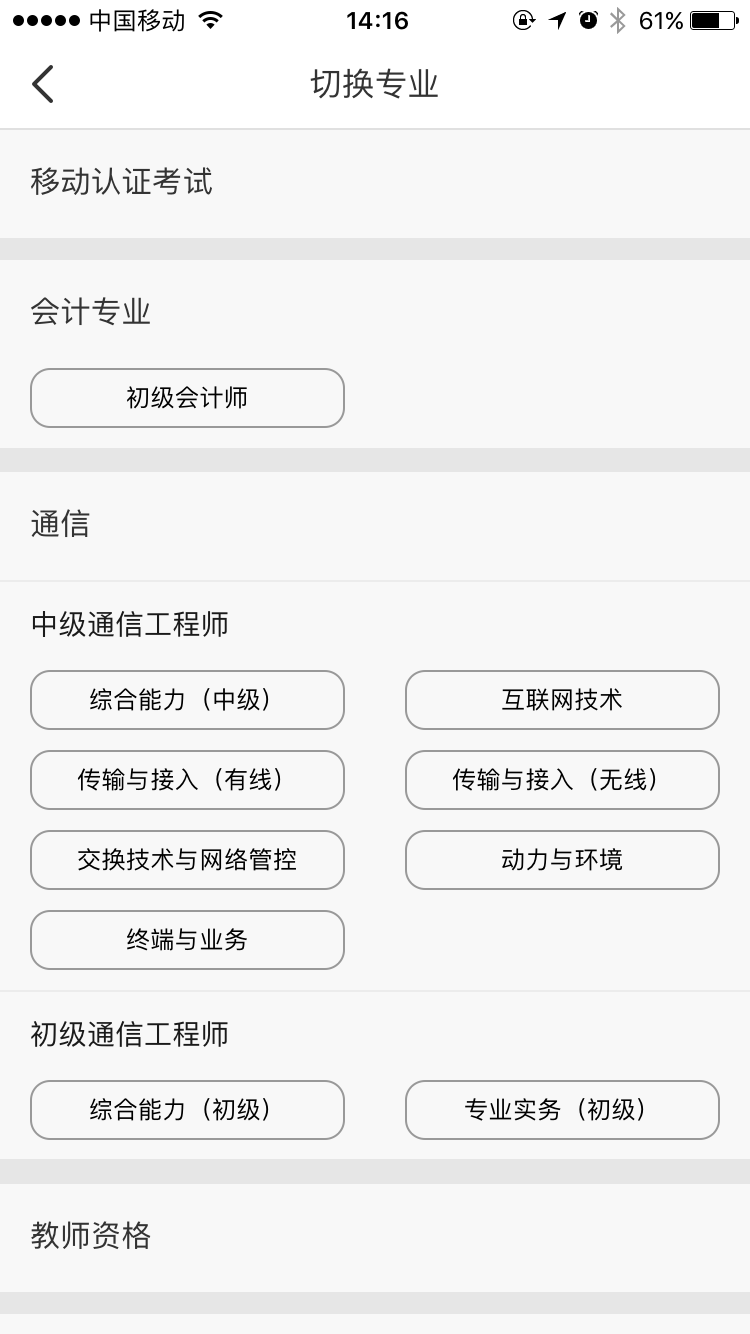 中国移动 14:16 61%
切换专业
移动认证考试
会计专业
初级会计师
通信
中级通信工程师
综合能力（中级） 互联网技术
传输与接入（有线） 传输与接入（无线）
交换技术与网络管控 动力与环境
终端与业务
初级通信工程师
综合能力（初级） 专业实务（初级）
教师资格